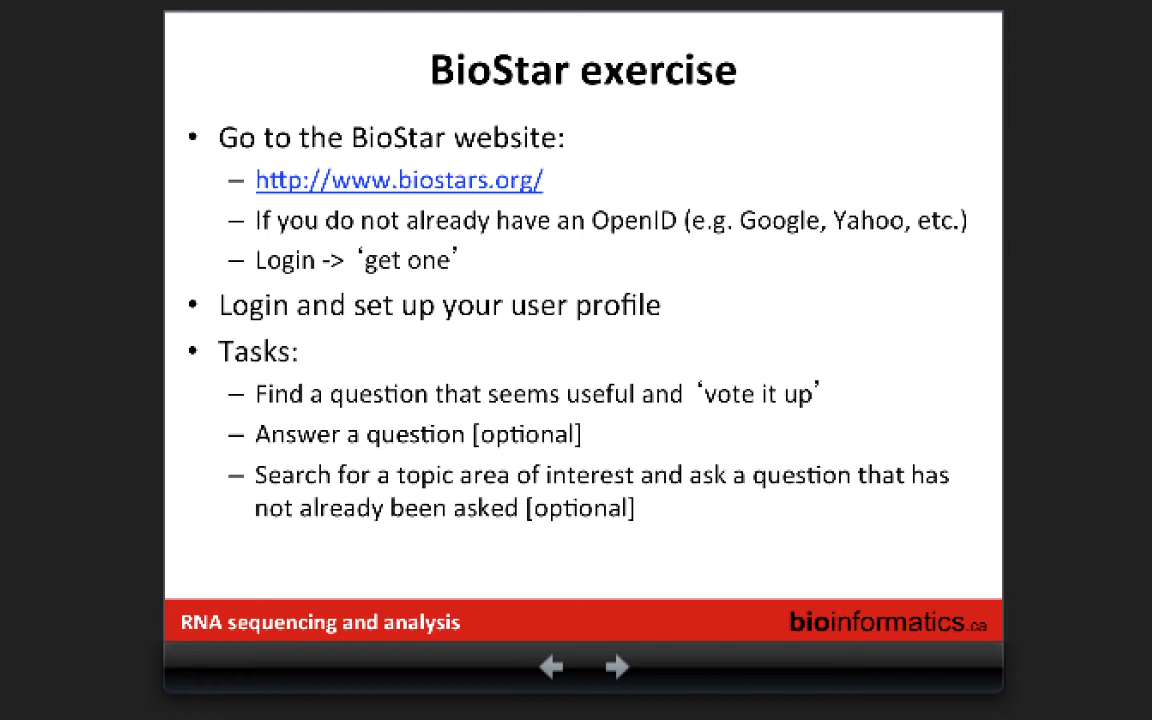 BioStar exercise
• Go to the BioStar website:
– http://www.biostars.org/
– If you do not already have an OpenID (e.g. Google, Yahoo, etc.)
– Login -> ‘get one’
• Login and set up your user profile
• Tasks:
– Find a question that seems useful and ‘vote it up’
– Answer a question [optional]
– Search for a topic area of interest and ask a question that has
not already been asked [optional]
RNA sequencing and analysis
bioinformatics.ca